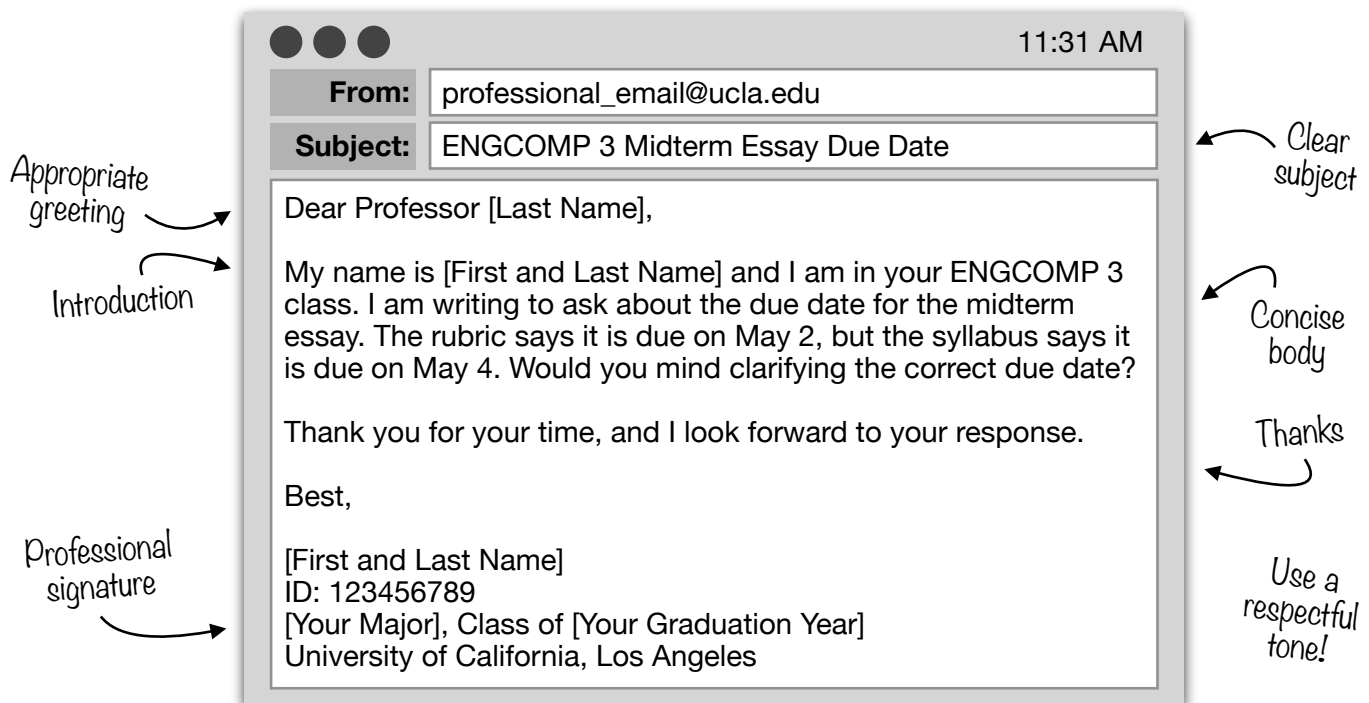 11:31 AM
From: professional_email@ucla.edu
Subject: ENGCOMP 3 Midterm Essay Due Date
Clear
subject
Appropriate
greeting
Dear Professor [Last Name],
Introduction
My name is [First and Last Name] and I am in your ENGCOMP 3
class. I am writing to ask about the due date for the midterm
essay. The rubric says it is due on May 2, but the syllabus says it
is due on May 4. Would you mind clarifying the correct due date?
Concise
body
Thank you for your time, and I look forward to your response.
Thanks
Best,
Professional
signature
[First and Last Name]
ID: 123456789
[Your Major], Class of [Your Graduation Year]
University of California, Los Angeles
Use a
respectful
tone!